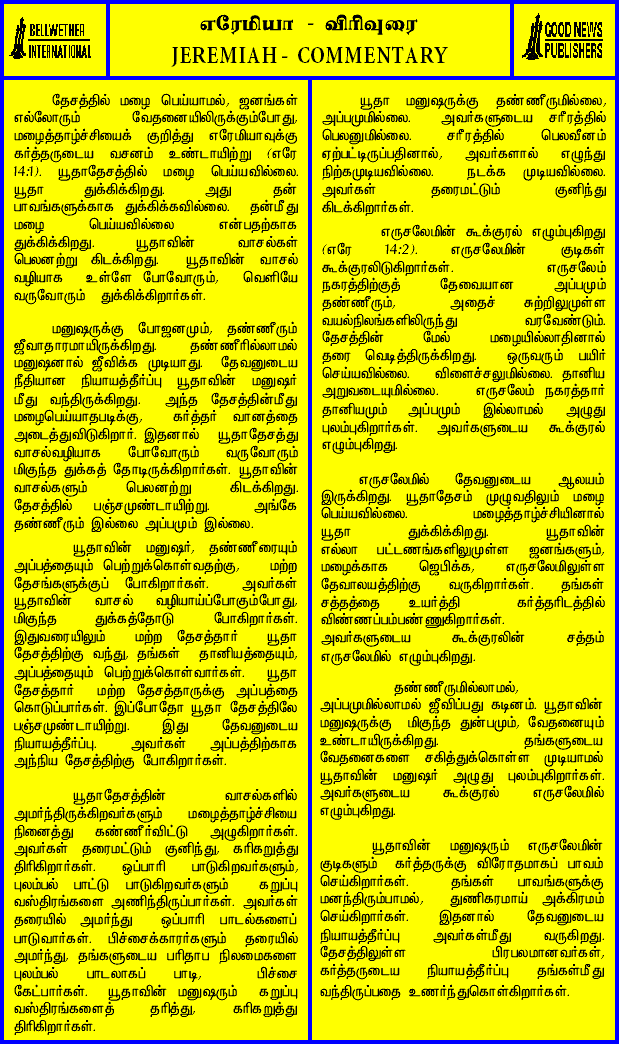 BELLWETHER
INTERNATIONAL
எரேமியா - விரிவுரை
JEREMIAH - COMMENTARY
GOOD NEWS
PUBLISHERS
தேசத்தில் மழை பெய்யாமல், ஜனங்கள்
எல்லோரும் வேதனையிலிருக்கும்போது,
மழைத்தாழ்ச்சியைக் குறித்து எரேமியாவுக்கு
கர்த்தருடைய வசனம் உண்டாயிற்று (எரே
14:1). யூதாதேசத்தில் மழை பெய்யவில்லை.
யூதா துக்கிக்கிறது. அது தன்
பாவங்களுக்காக துக்கிக்கவில்லை. தன்மீது
மழை பெய்யவில்லை என்பதற்காக
துக்கிக்கிறது. யூதாவின் வாசல்கள்
பெலனற்று கிடக்கிறது. யூதாவின் வாசல்
வழியாக உள்ளே போவோரும், வெளியே
வருவோரும் துக்கிக்கிறார்கள்.
மனுஷருக்கு போஜனமும், தண்ணீரும்
ஜீவாதாரமாயிருக்கிறது. தண்ணீரில்லாமல்
மனுஷனால் ஜீவிக்க முடியாது. தேவனுடைய
நீதியான நியாயத்தீர்ப்பு யூதாவின் மனுஷர்
மீது வந்திருக்கிறது. அந்த தேசத்தின்மீது
மழைபெய்யாதபடிக்கு, கர்த்தர் வானத்தை
அடைத்துவிடுகிறார். இதனால் யூதாதேசத்து
வாசல்வழியாக போவோரும் வருவோரும்
மிகுந்த துக்கத் தோடிருக்கிறார்கள். யூதாவின்
வாசல்களும் பெலனற்று கிடக்கிறது.
தேசத்தில் பஞ்சமுண்டாயிற்று. அங்கே
தண்ணீரும் இல்லை அப்பமும் இல்லை.
யூதாவின் மனுஷர், தண்ணீரையும்
அப்பத்தையும் பெற்றுக்கொள்வதற்கு, மற்ற
தேசங்களுக்குப் போகிறார்கள். அவர்கள்
யூதாவின் வாசல் வழியாய்ப்போகும்போது,
மிகுந்த துக்கத்தோடு போகிறார்கள்.
இதுவரையிலும் மற்ற தேசத்தார் யூதா
தேசத்திற்கு வந்து, தங்கள் தானியத்தையும்,
அப்பத்தையும் பெற்றுக்கொள்வார்கள். யூதா
தேசத்தார் மற்ற தேசத்தாருக்கு அப்பத்தை
கொடுப்பார்கள். இப்போதோ யூதா தேசத்திலே
பஞ்சமுண்டாயிற்று. இது தேவனுடைய
நியாயத்தீர்ப்பு. அவர்கள் அப்பத்திற்காக
அந்நிய தேசத்திற்கு போகிறார்கள்.
யூதாதேசத்தின் வாசல்களில்
அமர்ந்திருக்கிறவர்களும் மழைத்தாழ்ச்சியை
நினைத்து கண்ணீர்விட்டு அழுகிறார்கள்.
அவர்கள் தரைமட்டும் குனிந்து, கரிகறுத்து
திரிகிறார்கள். ஒப்பாரி பாடுகிறவர்களும்,
புலம்பல் பாட்டு பாடுகிறவர்களும் கறுப்பு
வஸ்திரங்களை அணிந்திருப்பார்கள். அவர்கள்
தரையில் அமர்ந்து ஒப்பாரி பாடல்களைப்
பாடுவார்கள். பிச்சைக்காரர்களும் தரையில்
அமர்ந்து, தங்களுடைய பரிதாப நிலமைகளை
புலம்பல் பாடலாகப் பாடி, பிச்சை
கேட்பார்கள். யூதாவின் மனுஷரும் கறுப்பு
வஸ்திரங்களைத் தரித்து, கரிகறுத்து
திரிகிறார்கள்.
யூதா மனுஷருக்கு தண்ணீருமில்லை,
அப்பமுமில்லை. அவர்களுடைய சரீரத்தில்
பெலனுமில்லை. சரீரத்தில் பெலவீனம்
ஏற்பட்டிருப்பதினால், அவர்களால் எழுந்து
நிற்கமுடியவில்லை. நடக்க முடியவில்லை.
அவர்கள் தரைமட்டும் குனிந்து
கிடக்கிறார்கள்.
எருசலேமின் கூக்குரல் எழும்புகிறது
(எரே 14:2). எருசலேமின் குடிகள்
கூக்குரலிடுகிறார்கள். எருசலேம்
நகரத்திற்குத் தேவையான அப்பமும்
தண்ணீரும், அதைச் சுற்றிலுமுள்ள
வயல்நிலங்களிலிருந்து வரவேண்டும்.
தேசத்தின் மேல் மழையில்லாதினால்
தரை வெடித்திருக்கிறது. ஒருவரும் பயிர்
செய்யவில்லை. விளைச்சலுமில்லை. தானிய
அறுவடையுமில்லை. எருசலேம் நகரத்தார்
தானியமும் அப்பமும் இல்லாமல் அழுது
புலம்புகிறார்கள். அவர்களுடைய கூக்குரல்
எழும்புகிறது.
எருசலேமில் தேவனுடைய ஆலயம்
இருக்கிறது. யூதாதேசம் முழுவதிலும் மழை
பெய்யவில்லை. மழைத்தாழ்ச்சியினால்
யூதா துக்கிக்கிறது. யூதாவின்
எல்லா பட்டணங்களிலுமுள்ள ஜனங்களும்,
மழைக்காக ஜெபிக்க, எருசலேமிலுள்ள
தேவாலயத்திற்கு வருகிறார்கள். தங்கள்
சத்தத்தை உயர்த்தி கர்த்தரிடத்தில்
விண்ணப்பம்பண்ணுகிறார்கள்.
அவர்களுடைய கூக்குரலின் சத்தம்
எருசலேமில் எழும்புகிறது.
தண்ணீருமில்லாமல்,
அப்பமுமில்லாமல் ஜீவிப்பது கடினம். யூதாவின்
மனுஷருக்கு மிகுந்த துன்பமும், வேதனையும்
உண்டாயிருக்கிறது. தங்களுடைய
வேதனைகளை சகித்துக்கொள்ள முடியாமல்
யூதாவின் மனுஷர் அழுது புலம்புகிறார்கள்.
அவர்களுடைய கூக்குரல் எருசலேமில்
எழும்புகிறது.
யூதாவின் மனுஷரும் எருசலேமின்
குடிகளும் கர்த்தருக்கு விரோதமாகப் பாவம்
செய்கிறார்கள். தங்கள் பாவங்களுக்கு
மனந்திரும்பாமல், துணிகரமாய் அக்கிரமம்
செய்கிறார்கள். இதனால் தேவனுடைய
நியாயத்தீர்ப்பு அவர்கள்மீது வருகிறது.
தேசத்திலுள்ள பிரபலமானவர்கள்,
கர்த்தருடைய நியாயத்தீர்ப்பு தங்கள்மீது
வந்திருப்பதை உணர்ந்துகொள்கிறார்கள்.